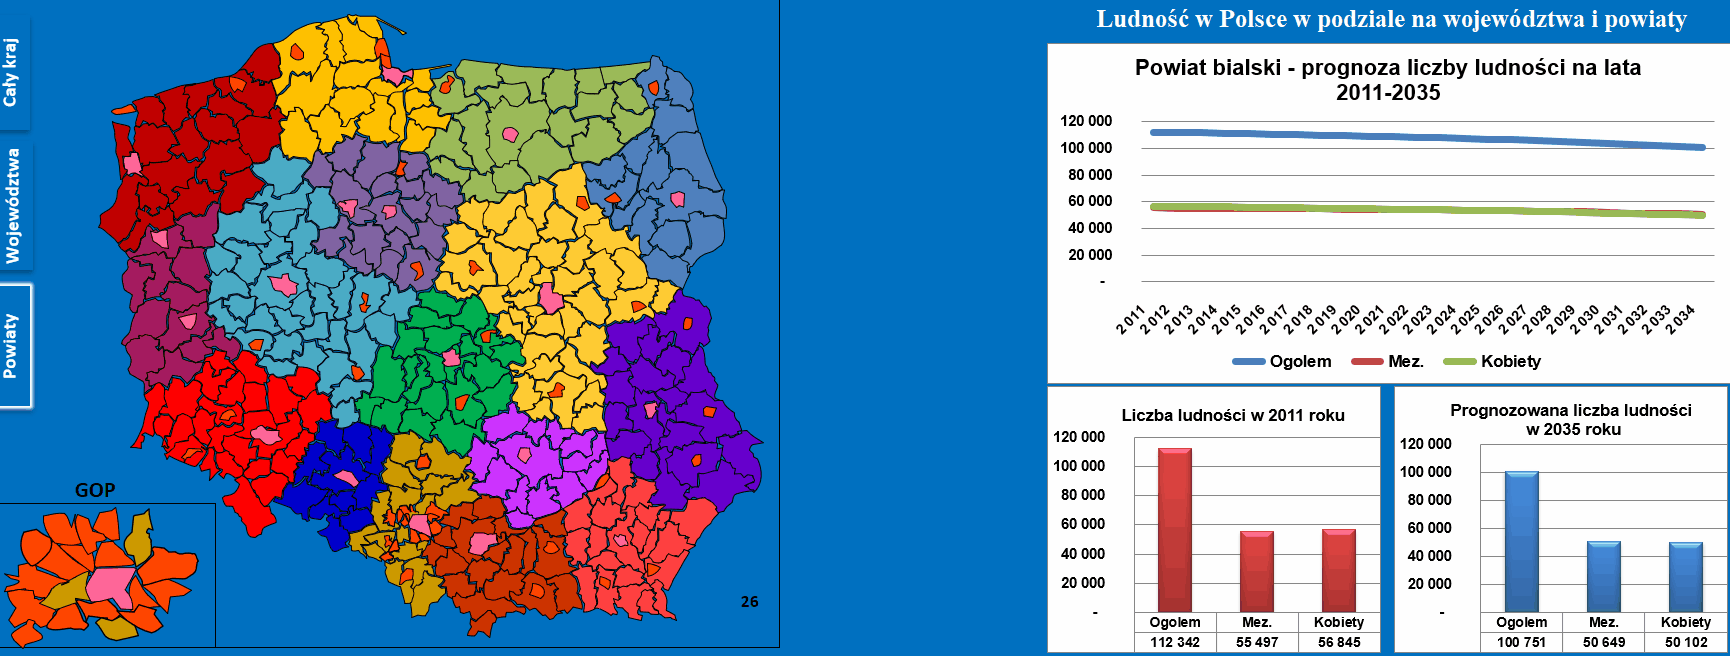 Ludność w Polsce w podziale na województwa i powiaty
Cały kraj
Województwa
Powiaty
GOP
26
Powiat bialski - prognoza liczby ludności na lata
2011-2035
120 000
100 000
80 000
60 000
40 000
20 000
-
2011 2012 2013 2014 2015 2016 2017 2018 2019 2020 2021 2022 2023 2024 2025 2026 2027 2028 2029 2030 2031 2032 2033 2034
Ogolem Mez. Kobiety
Liczba ludności w 2011 roku
120 000
100 000
80 000
60 000
40 000
20 000
-
Ogolem Mez. Kobiety
112 342 55 497 56 845
Prognozowana liczba ludności
w 2035 roku
120 000
100 000
80 000
60 000
40 000
20 000
-
Ogolem Mez. Kobiety
100 751 50 649 50 102